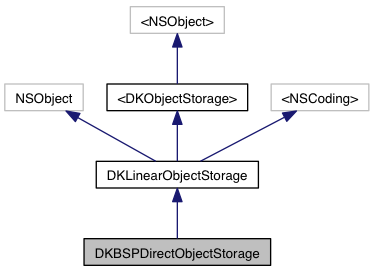 <NSObject>
NSObject
<DKObjectStorage>
<NSCoding>
DKLinearObjectStorage
DKBSPDirectObjectStorage